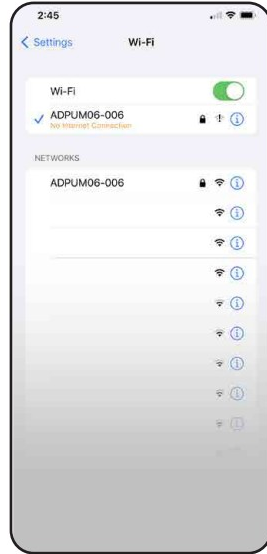 2:45
Settings Wi-Fi
Wi-Fi
ADPUM06-006
No Internet Connection
NETWORKS
ADPUM06-006